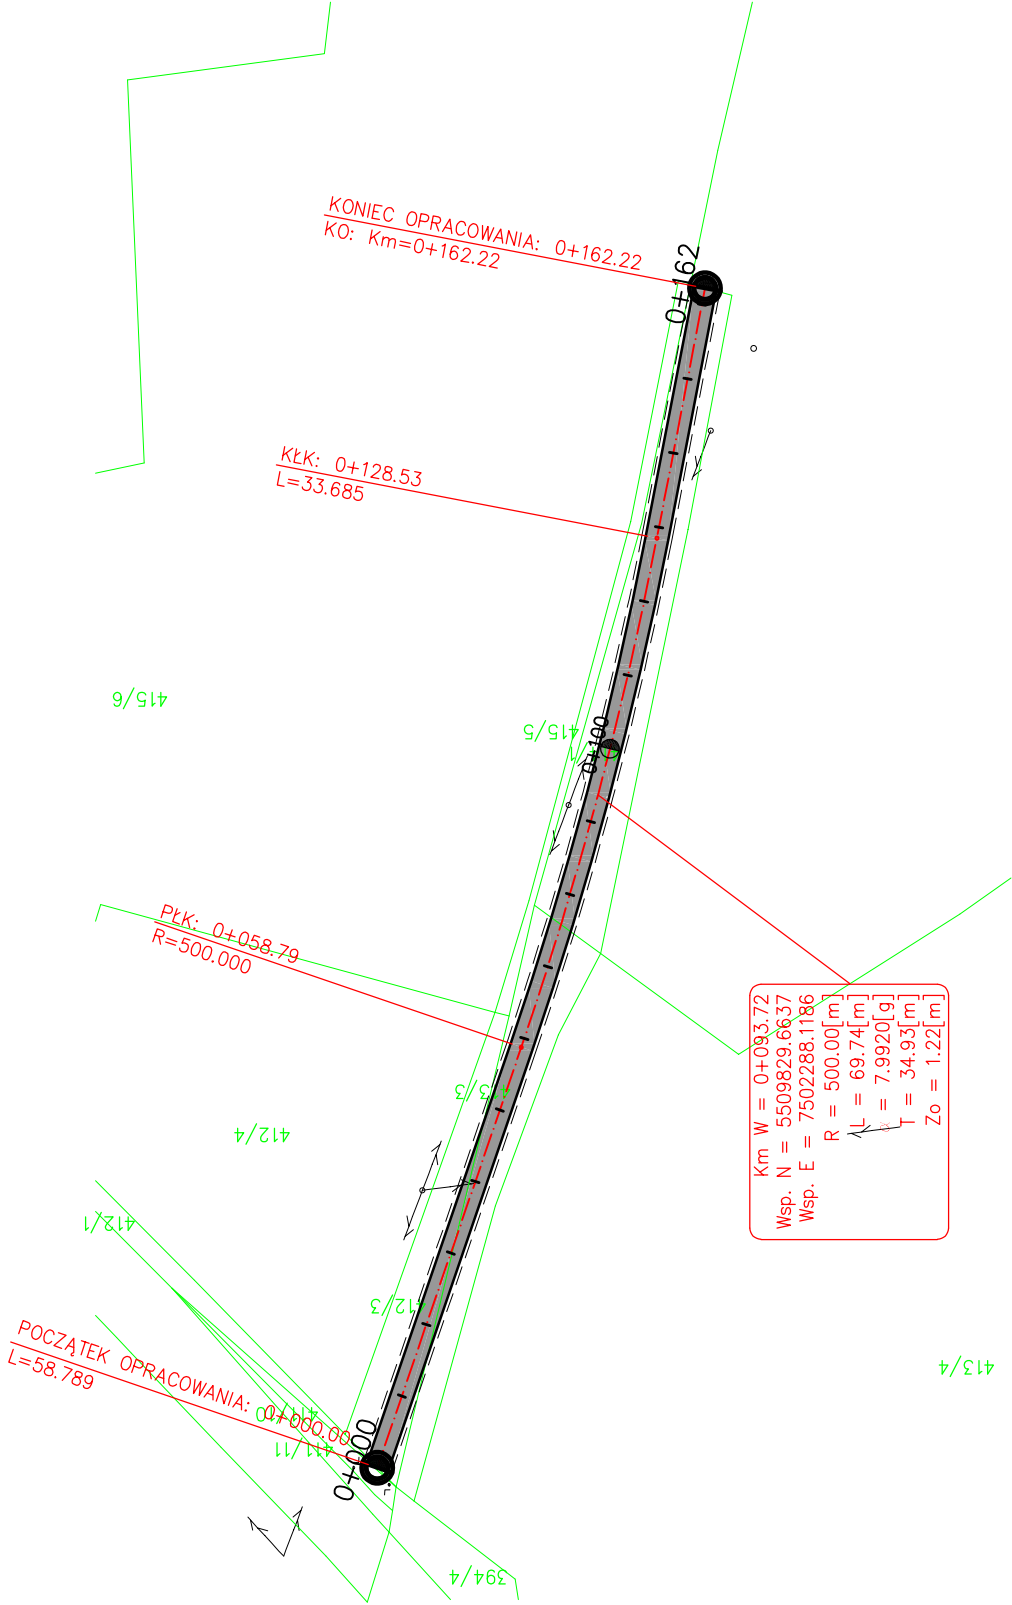 KONIEC OPRACOWANIA: 0+162.22
KO: Km=0+162.22
0+162
KŁK: 0+128.53
L=33.685
415/6
415/5
0+100
PŁK: 0+058.79
R=500.000
Km W = 0+093.72
Wsp. N = 5509829.6637
Wsp. E = 7502288.1186
R = 500.00[m]
L = 69.74[m]
α = 7.9920[g]
T = 34.93[m]
Zo = 1.22[m]
412/4
412/1
412/3
413/4
POCZĄTEK OPRACOWANIA: 0+000.00
L=58.789
411/11
0+000
394/4